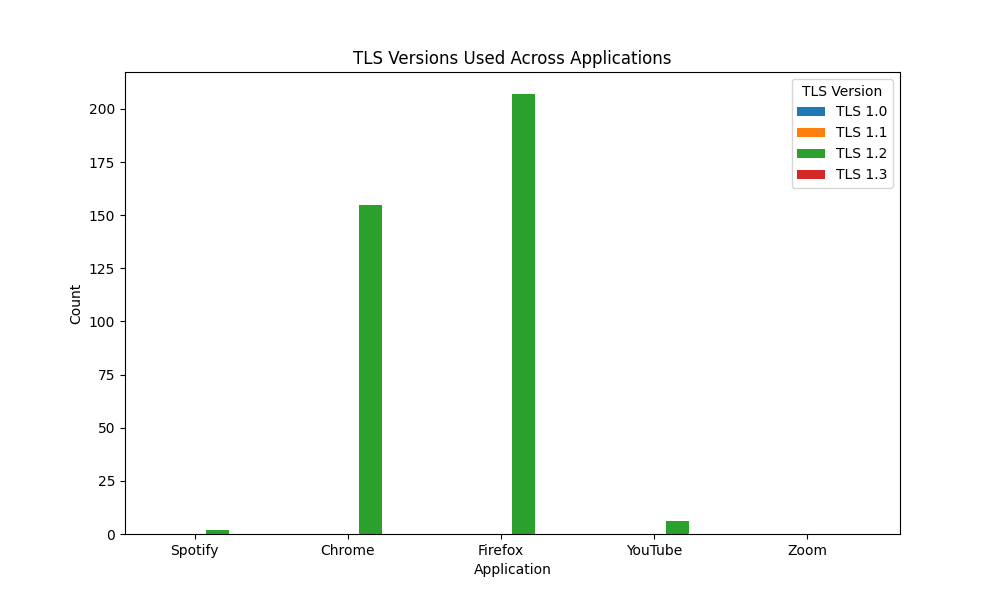 TLS Versions Used Across Applications
TLS Version
TLS 1.0
TLS 1.1
TLS 1.2
TLS 1.3
Count
200
175
150
125
100
75
50
25
0
Spotify Chrome Firefox YouTube Zoom
Application